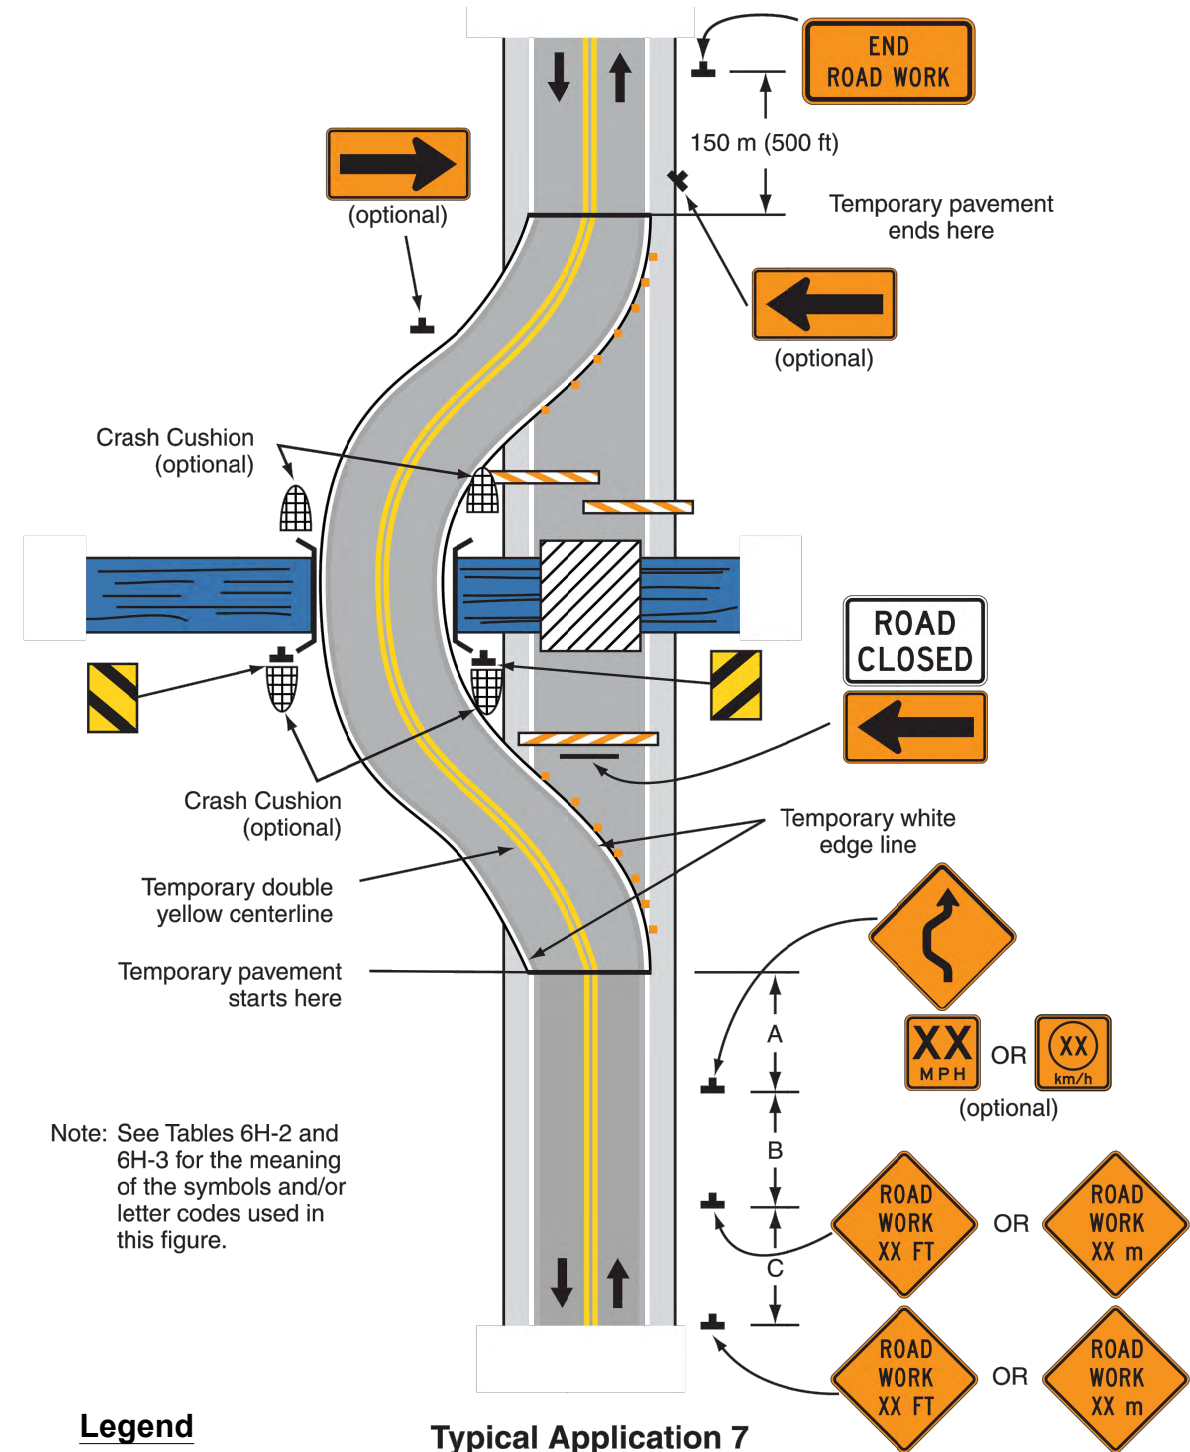 END
ROAD WORK
150 m (500 ft)
(optional)
Temporary pavement
ends here
(optional)
Crash Cushion
(optional)
ROAD
CLOSED
Crash Cushion
(optional)
Temporary white
edge line
Temporary double
yellow centerline
Temporary pavement
starts here
A
XX
MPH
OR
XX
km/h
(optional)
B
Note: See Tables 6H-2 and
6H-3 for the meaning
of the symbols and/or
letter codes used in
this figure.
ROAD
WORK
XX FT
OR
ROAD
WORK
XX m
C
ROAD
WORK
XX FT
OR
ROAD
WORK
XX m
Legend
Typical Application 7